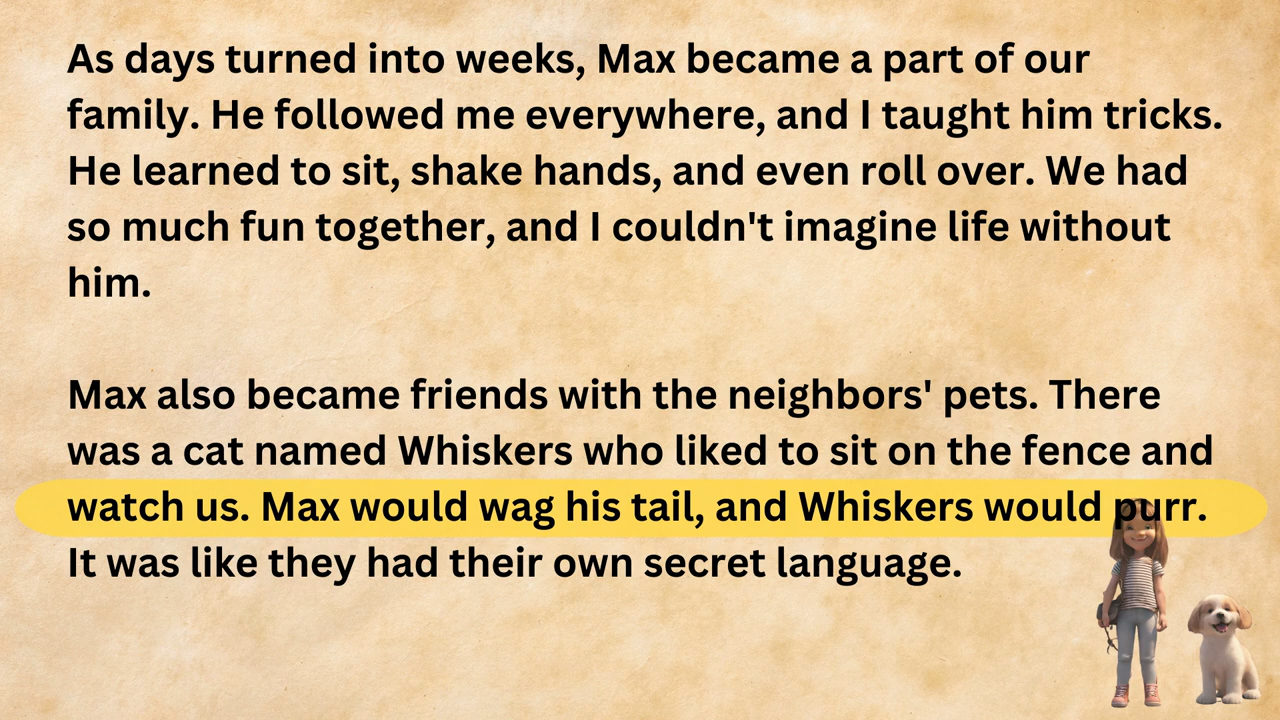 As days turned into weeks, Max became a part of our
family. He followed me everywhere, and I taught him tricks.
He learned to sit, shake hands, and even roll over. We had
so much fun together, and I couldn't imagine life without
him.
Max also became friends with the neighbors' pets. There
was a cat named Whiskers who liked to sit on the fence and
watch us. Max would wag his tail, and Whiskers would purr.
It was like they had their own secret language.